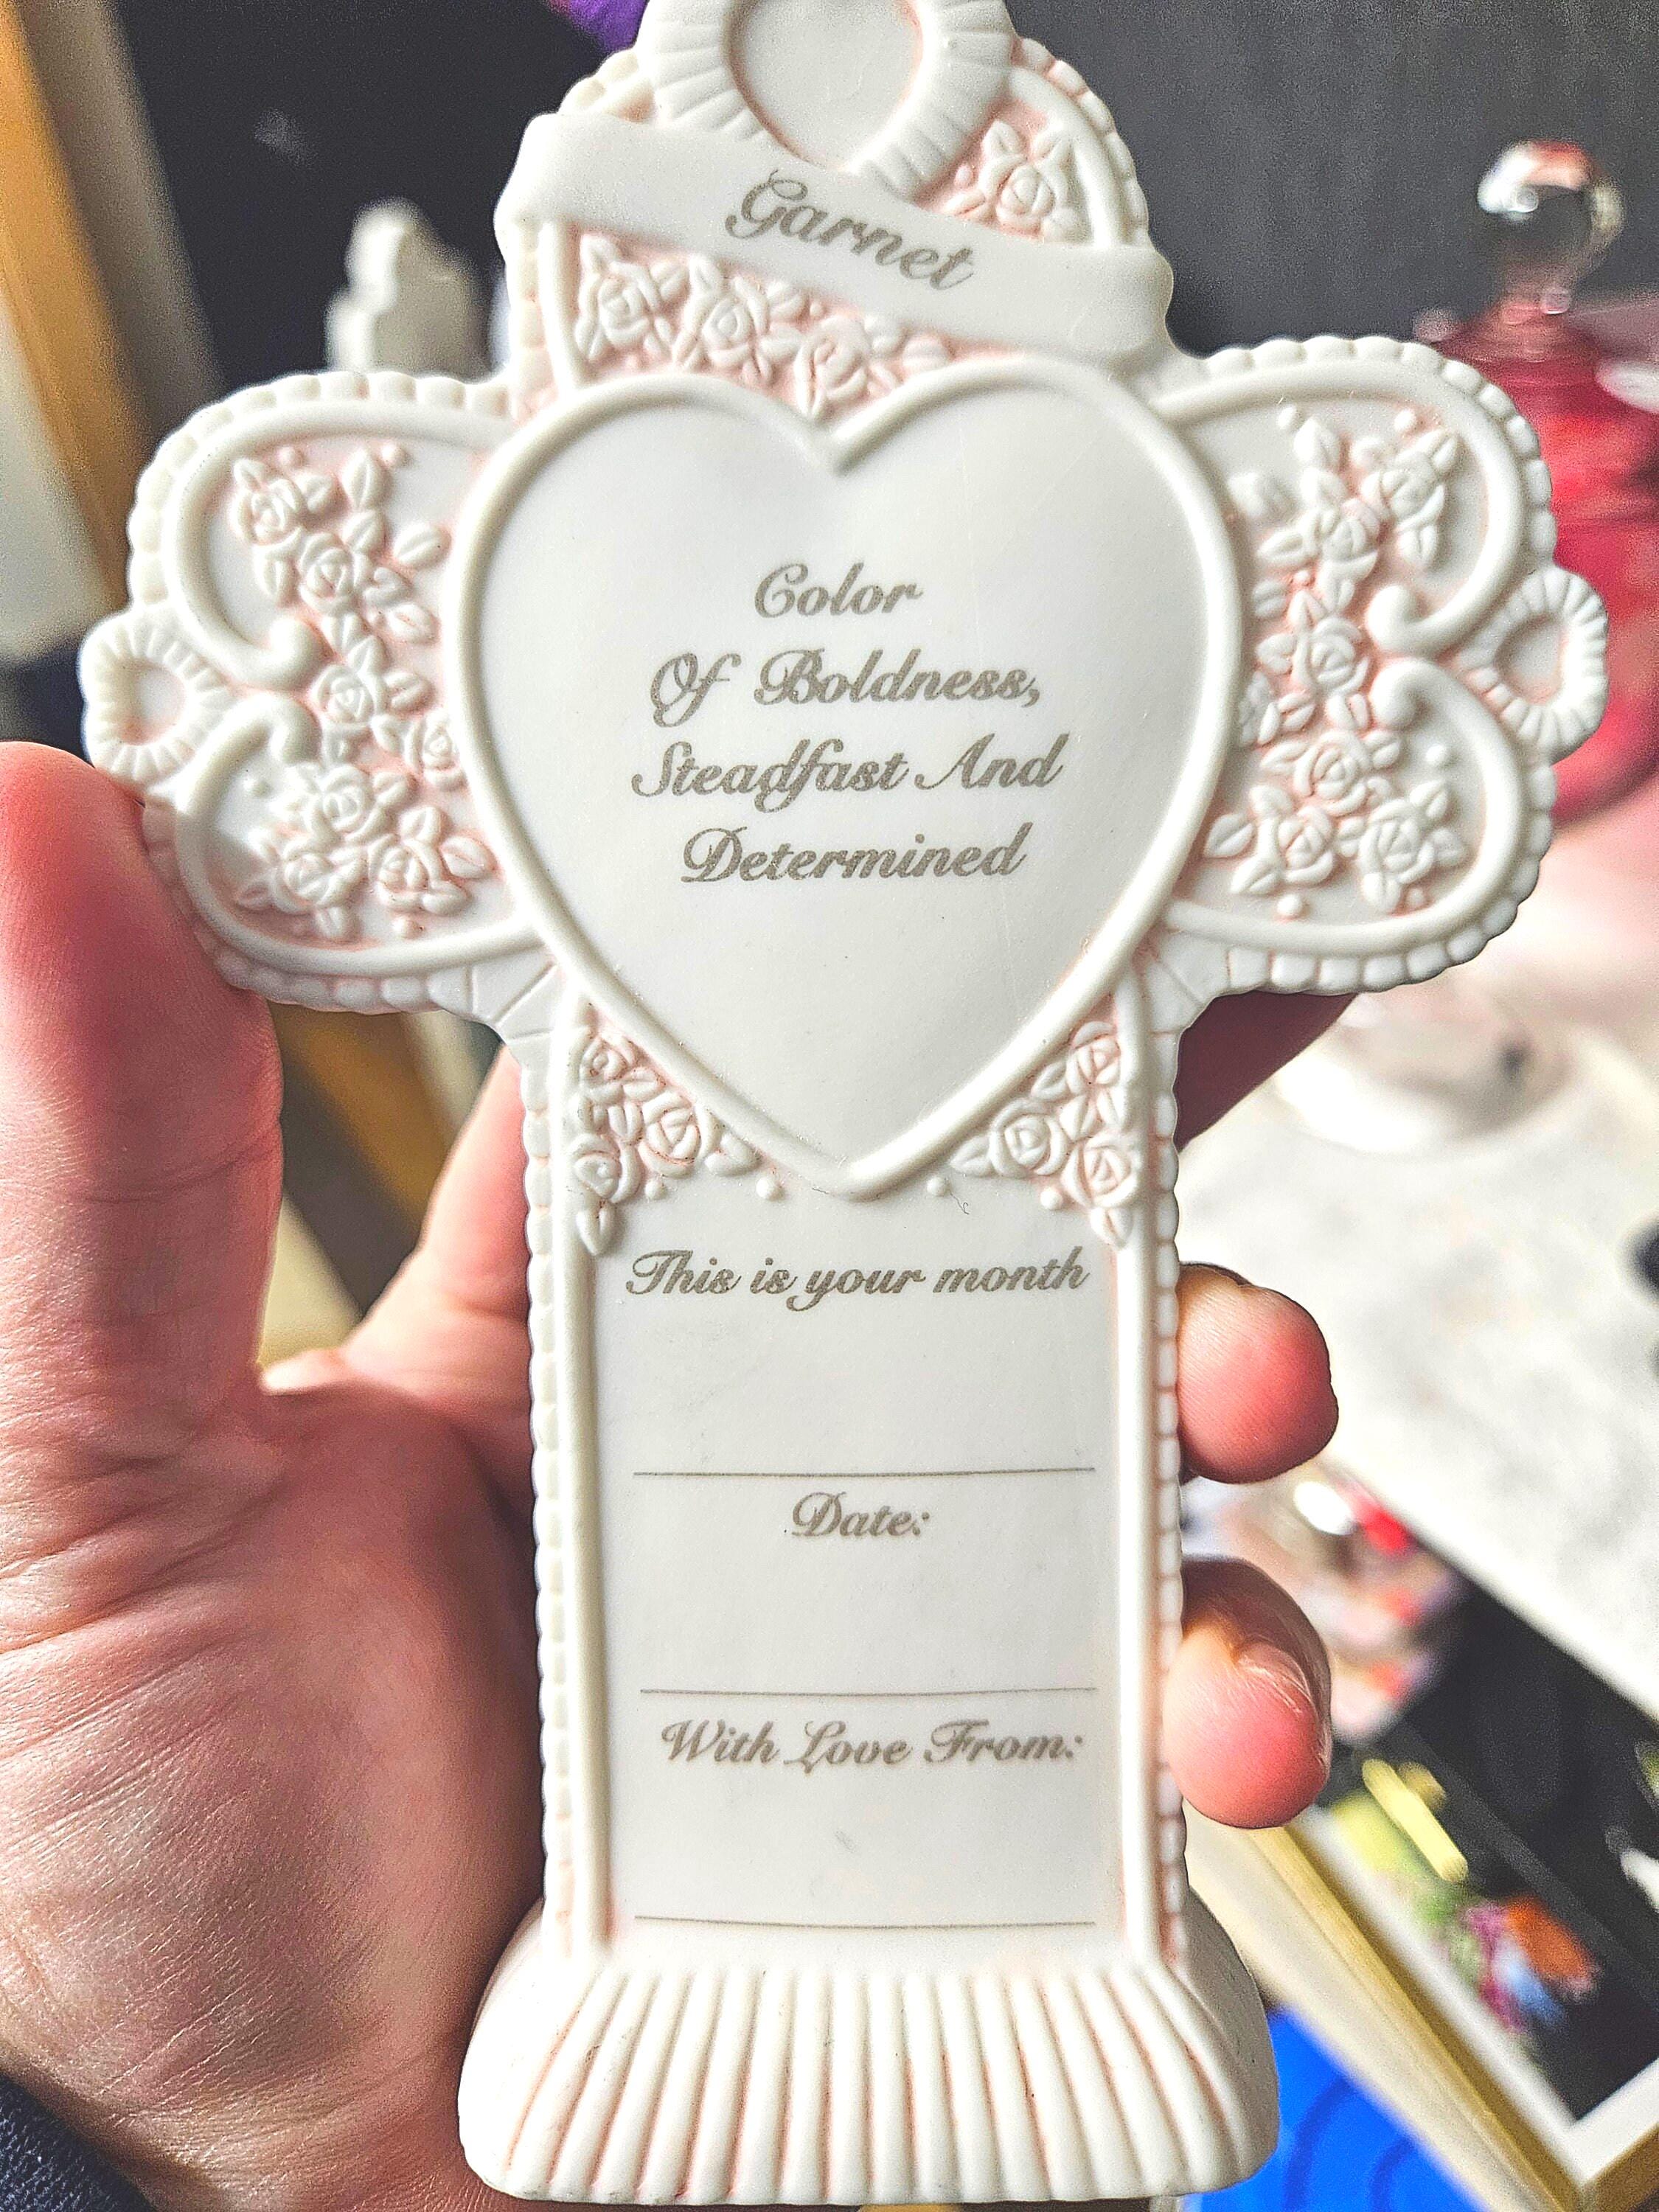 Garnet
Color
Of Boldness,
Steadfast And
Determined
This is your month
Date:
With Love From: